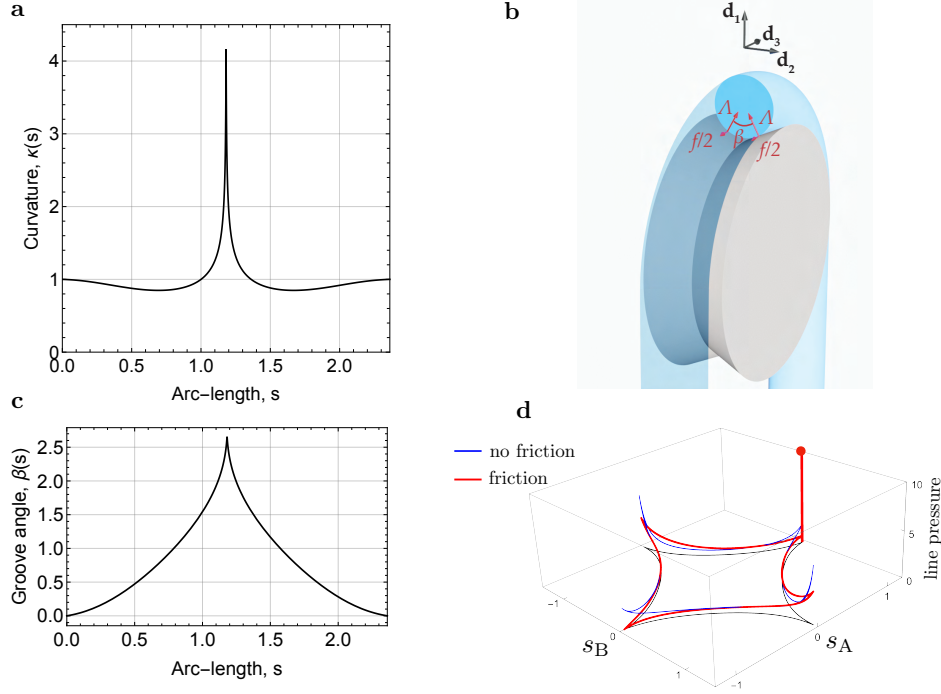 a
Curvature, κ(s)
4
3
2
1
0
0.0 0.5 1.0 1.5 2.0
Arc-length, s
b
d₁
d₃
d₂
Λ Λ
f/2 β f/2
c
Groove angle, β(s)
2.5
2.0
1.5
1.0
0.5
0.0
0.0 0.5 1.0 1.5 2.0
Arc-length, s
d
no friction
friction
10
5
0
line pressure
-1
0
1
s_B
-1
0
1
s_A